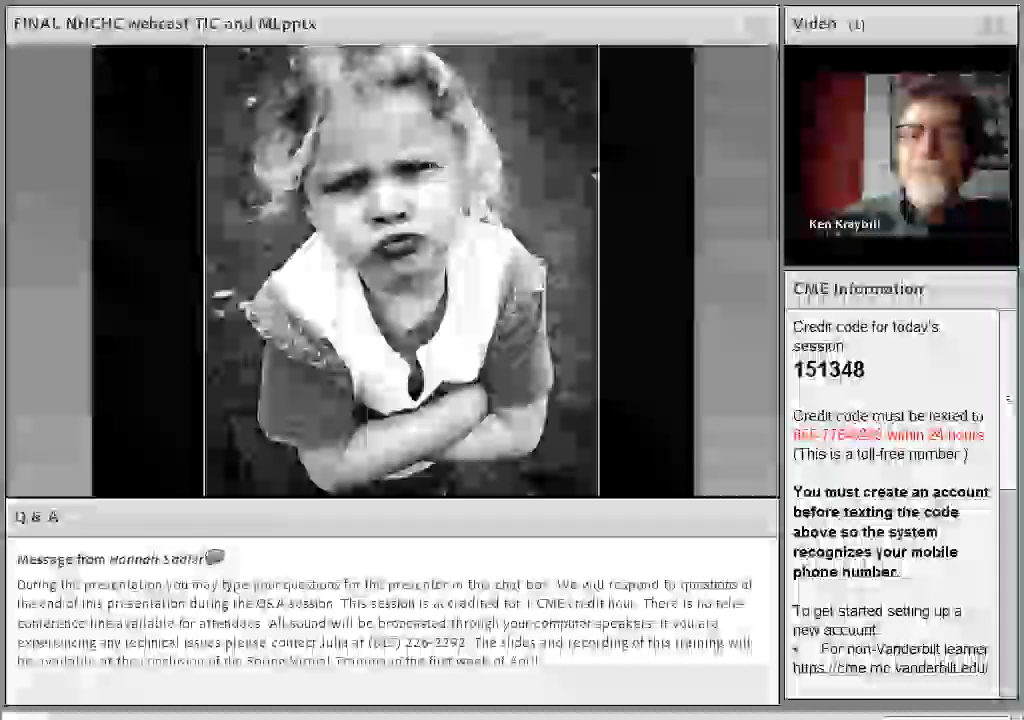 FINAL NHCHC webcast TIC and MI.pptx
Video (1)
Ken Kraybill
CME Information
Credit code for today's
session
151348
Credit code must be texted to
within 24 hours
(This is a toll-free number.)
You must create an account
before texting the code
above so the system
recognizes your mobile
phone number.
To get started setting up a
new account:
• For non-Vanderbilt learner
https://cme.mc.vanderbilt.edu/
Q & A
Message from Hannah
During the presentation you may type your questions for the presenter in this chat box. We will respond to questions at
the end of this presentation during the Q&A session. This session is accredited for 1 CME credit hour. There is no tele-
conference line available for attendees. All sound will be broadcasted through your computer speakers. If you are
experiencing any technical issues please contact Julia at (615) 226-2292. The slides and recording of this training will
be available at the conclusion of the Spring Virtual Training in the first week of April.